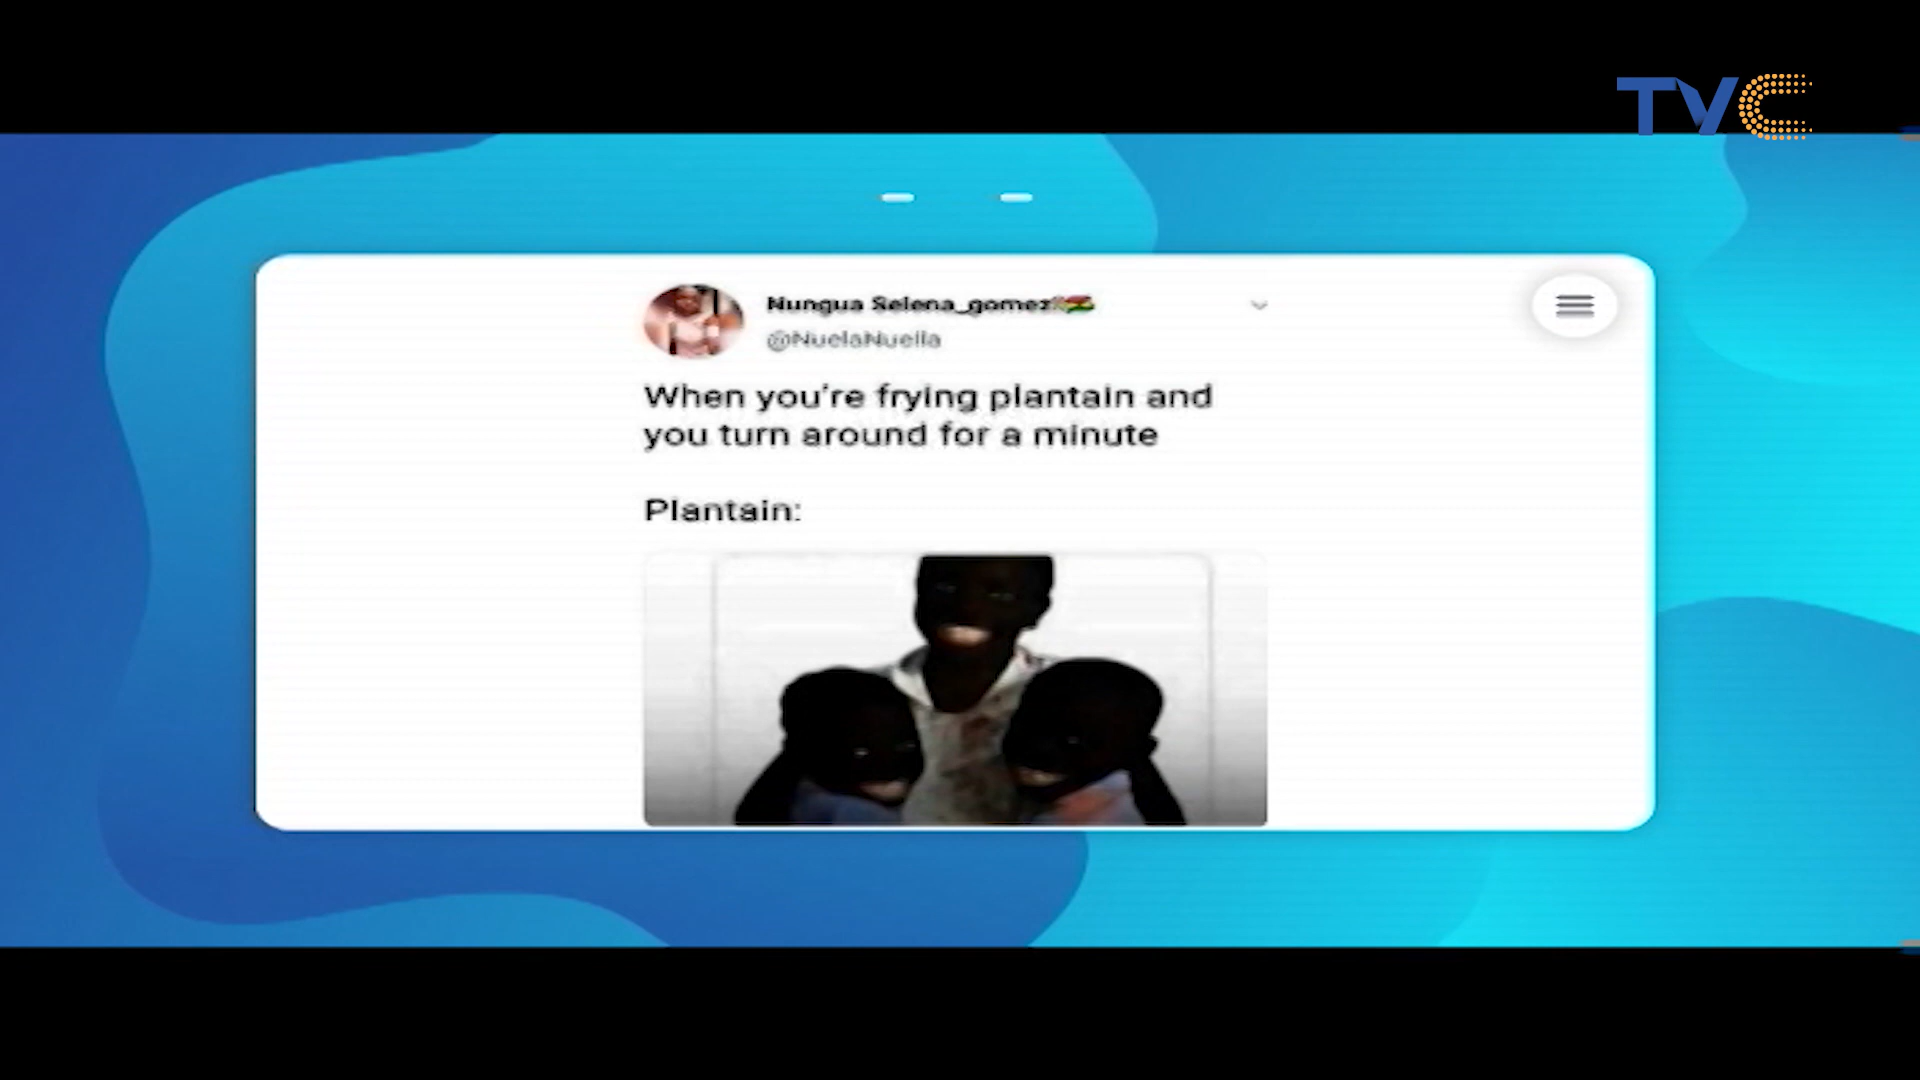 TVC
Nungua Selena_gomez
@NuelaNuella
When you're frying plantain and
you turn around for a minute
Plantain: